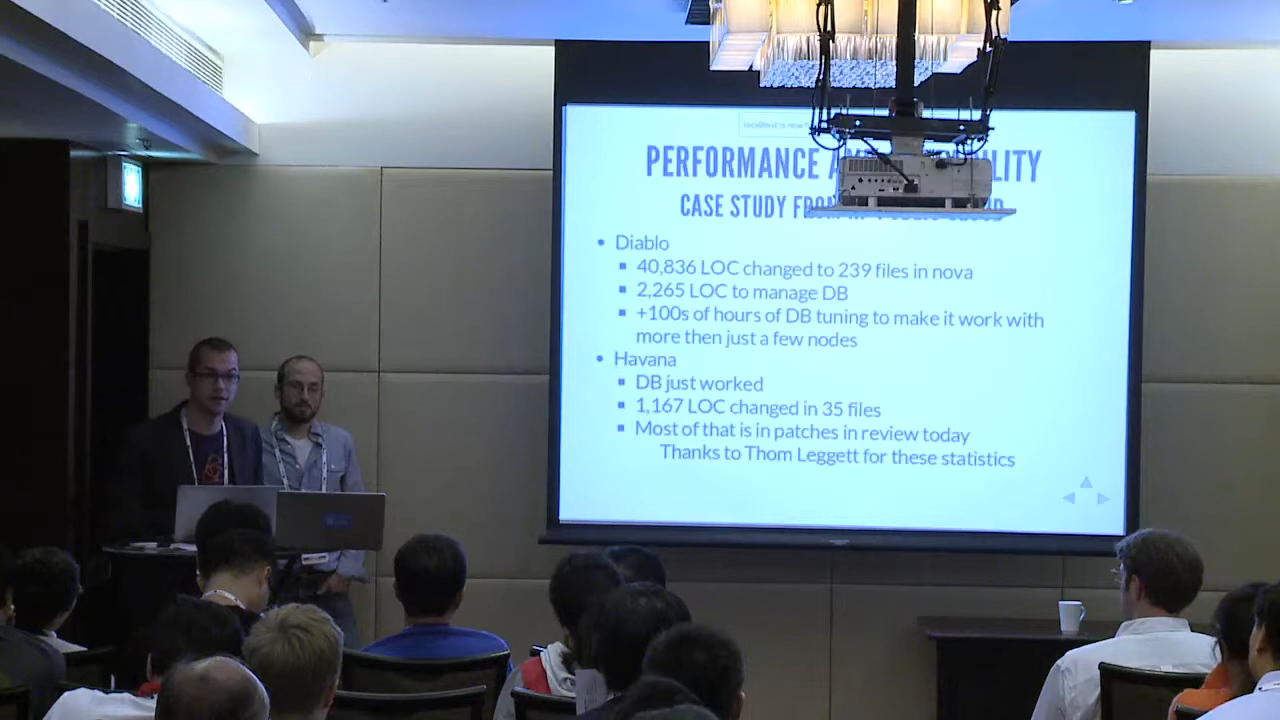 localhost is now
PERFORMANCE
CASE STUDY
• Diablo
▪ 40,836 LOC changed to 239 files in nova
▪ 2,265 LOC to manage DB
▪ +100s of hours of DB tuning to make it work with
more then just a few nodes
• Havana
▪ DB just worked
▪ 1,167 LOC changed in 35 files
▪ Most of that is in patches in review today
Thanks to Thom Leggett for these statistics